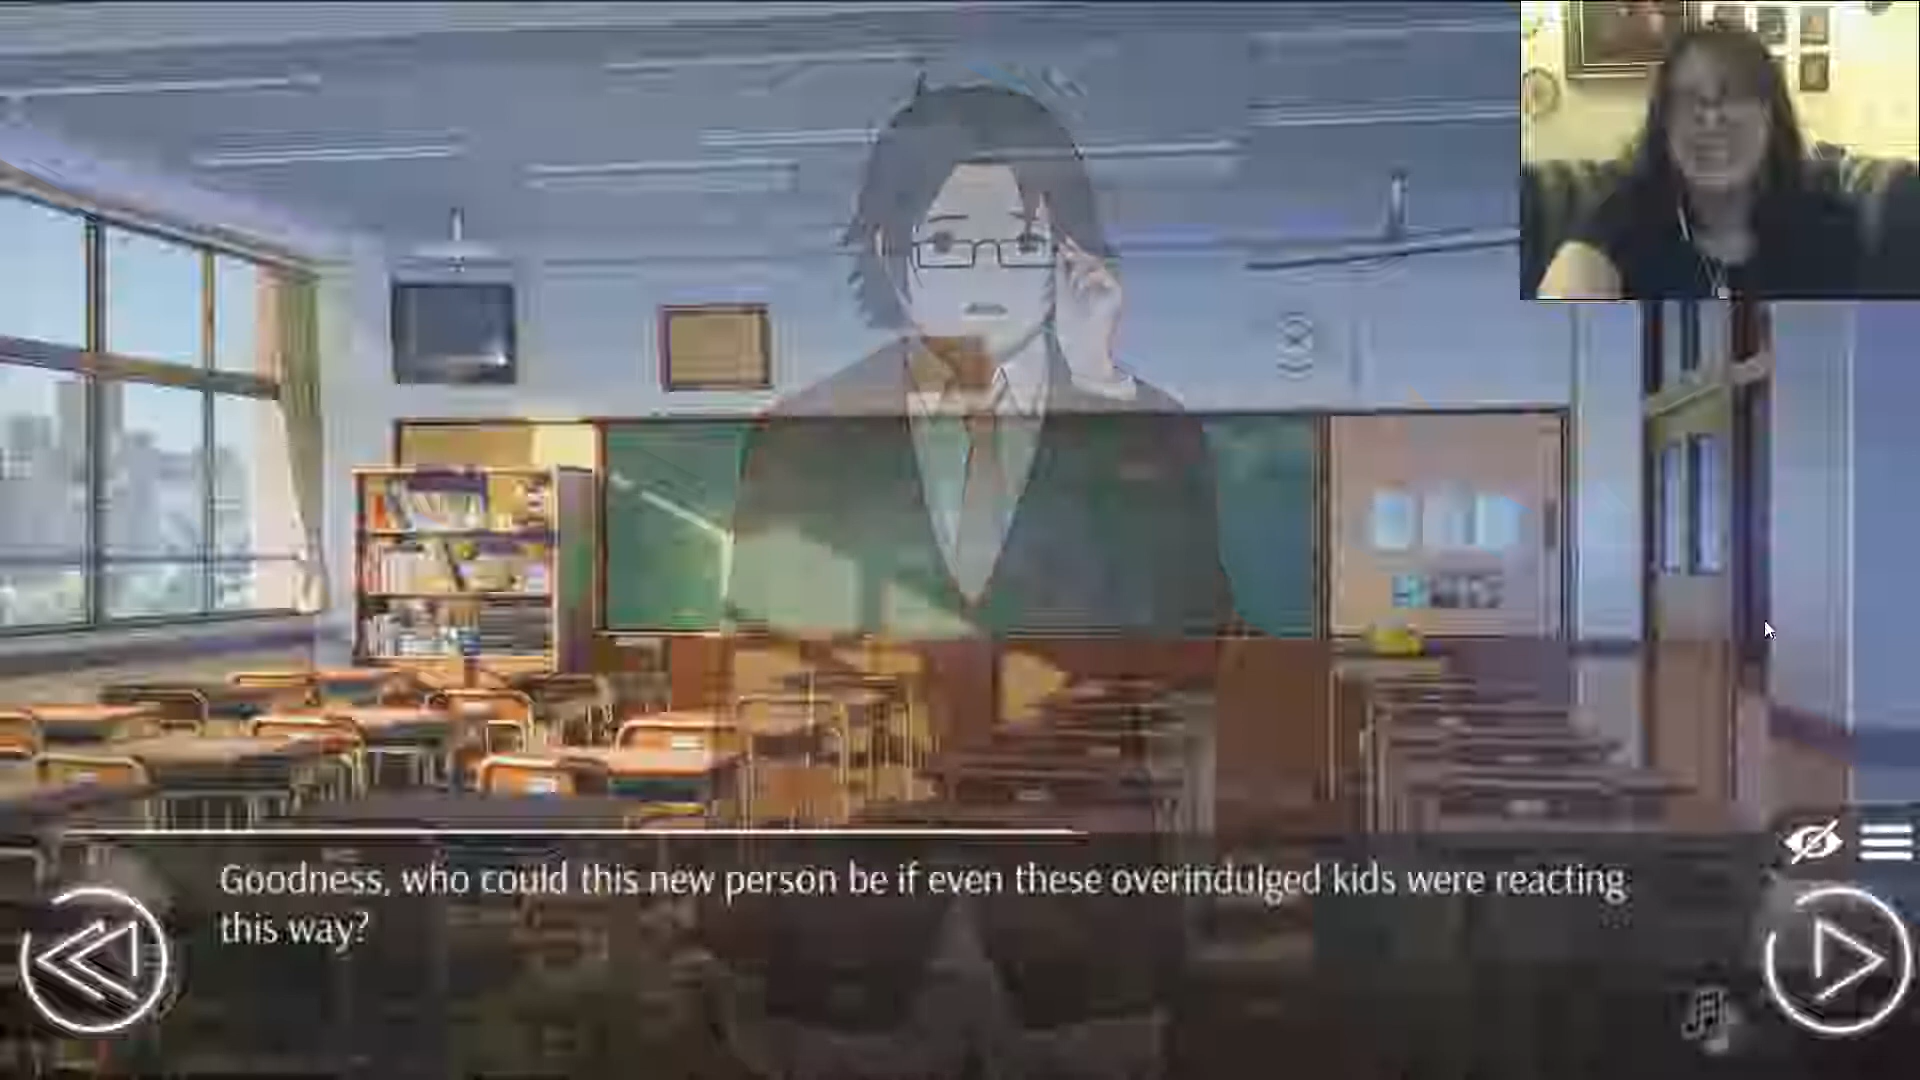 Goodness, who could this new person be if even these overindulged kids were reacting
this way?